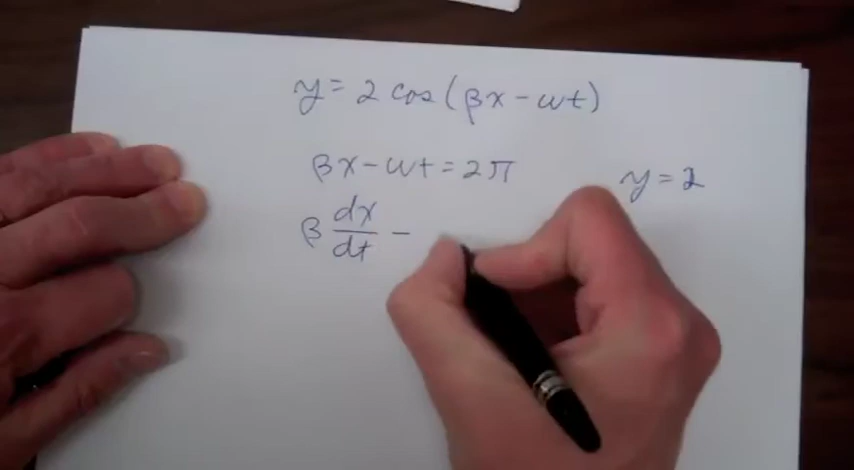 y = 2 cos(βx - ωt)
βx - ωt = 2π
y = 2
β dx/dt -